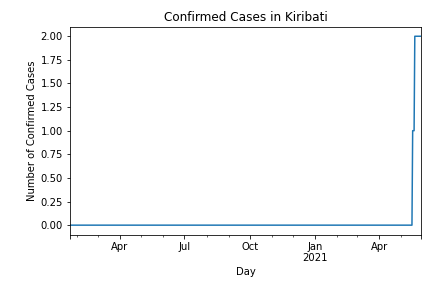 Confirmed Cases in Kiribati
Number of Confirmed Cases
2.00
1.75
1.50
1.25
1.00
0.75
0.50
0.25
0.00
Apr Jul Oct Jan Apr
2021
Day